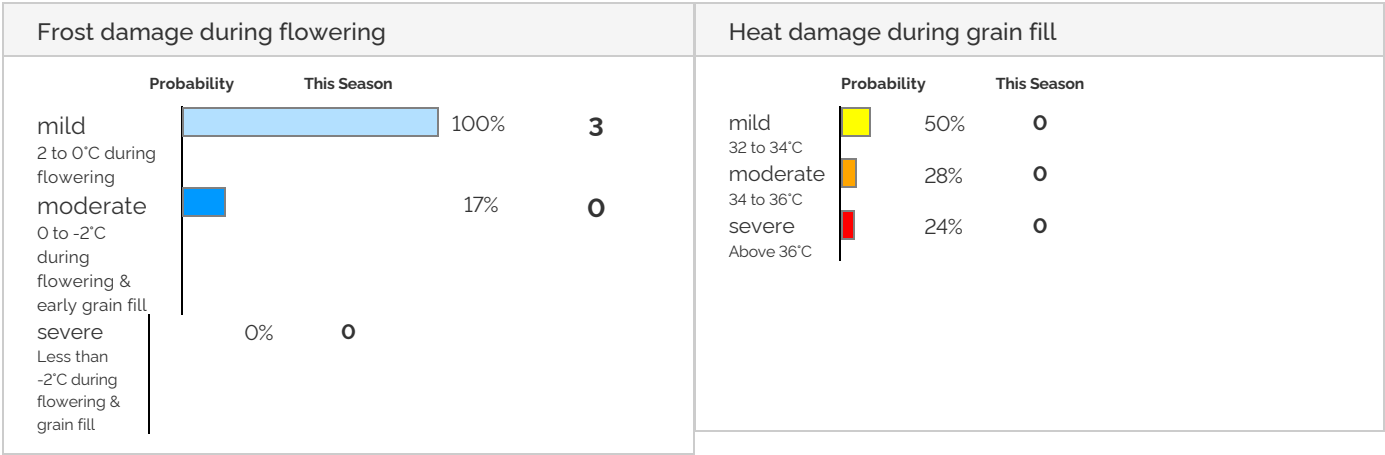 Frost damage during flowering
Probability This Season
mild 100% 3
2 to 0°C during
flowering
moderate 17% 0
0 to -2°C
during
flowering &
early grain fill
severe 0% 0
Less than
-2°C during
flowering &
grain fill
Heat damage during grain fill
Probability This Season
mild 50% 0
32 to 34°C
moderate 28% 0
34 to 36°C
severe 24% 0
Above 36°C